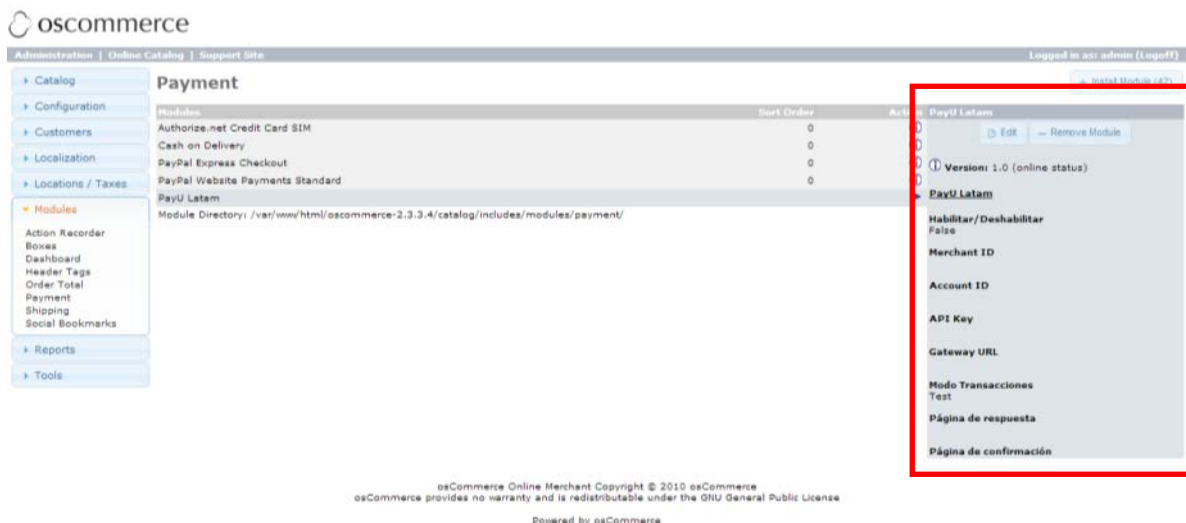 oscommerce
Administration | Online Catalog | Support Site
Logged in as: admin (Logoff)
Catalog
Configuration
Customers
Localization
Locations / Taxes
Modules
Action Recorder
Boxes
Dashboard
Header Tags
Order Total
Payment
Shipping
Social Bookmarks
Reports
Tools
Payment
Install Module (42)
Modules Sort Order Action
Authorize.net Credit Card SIM 0
Cash on Delivery 0
PayPal Express Checkout 0
PayPal Website Payments Standard 0
PayU Latam
Module Directory: /var/www/html/oscommerce-2.3.3.4/catalog/includes/modules/payment/
PayU Latam
Edit Remove Module
Version: 1.0 (online status)
PayU Latam
Habilitar/Deshabilitar
False
Merchant ID
Account ID
API Key
Gateway URL
Modo Transacciones
Test
Página de respuesta
Página de confirmación
osCommerce Online Merchant Copyright © 2010 osCommerce
osCommerce provides no warranty and is redistributable under the GNU General Public License
Powered by osCommerce